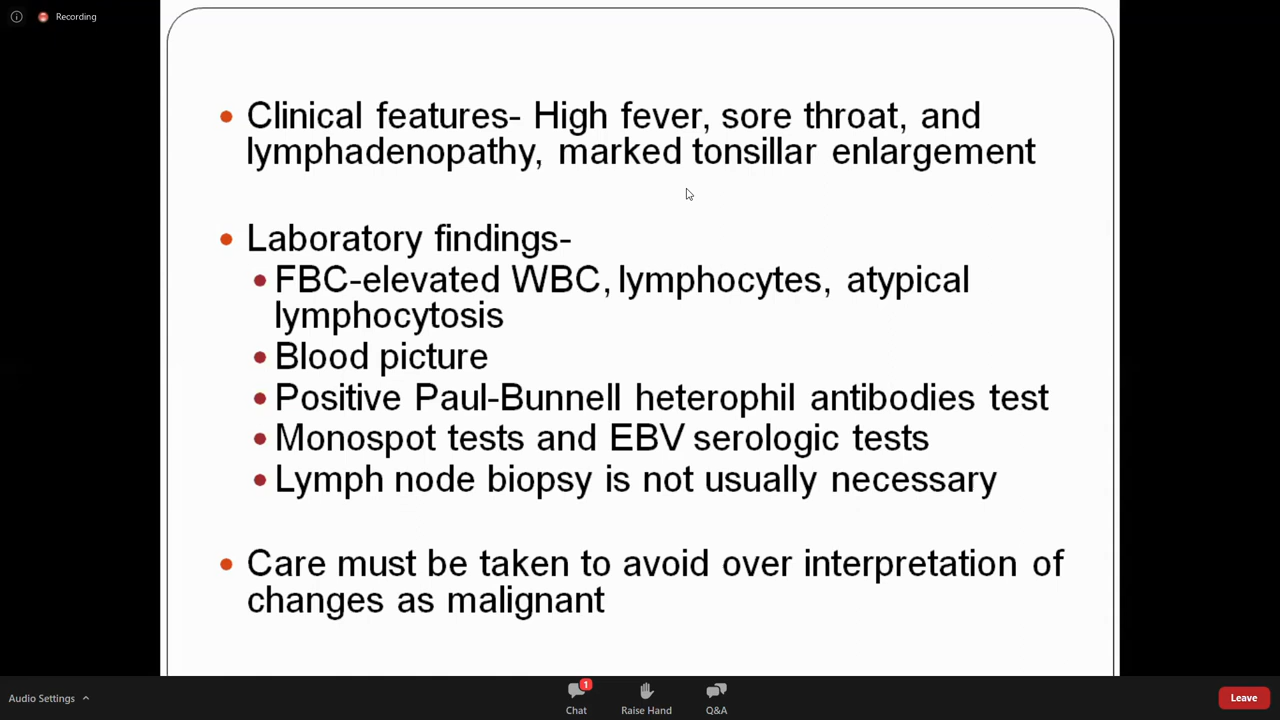 Recording
• Clinical features- High fever, sore throat, and
lymphadenopathy, marked tonsillar enlargement
• Laboratory findings-
• FBC-elevated WBC, lymphocytes, atypical
lymphocytosis
• Blood picture
• Positive Paul-Bunnell heterophil antibodies test
• Monospot tests and EBV serologic tests
• Lymph node biopsy is not usually necessary
• Care must be taken to avoid over interpretation of
changes as malignant
Audio Settings
1
Chat
Raise Hand
Q&A
Leave